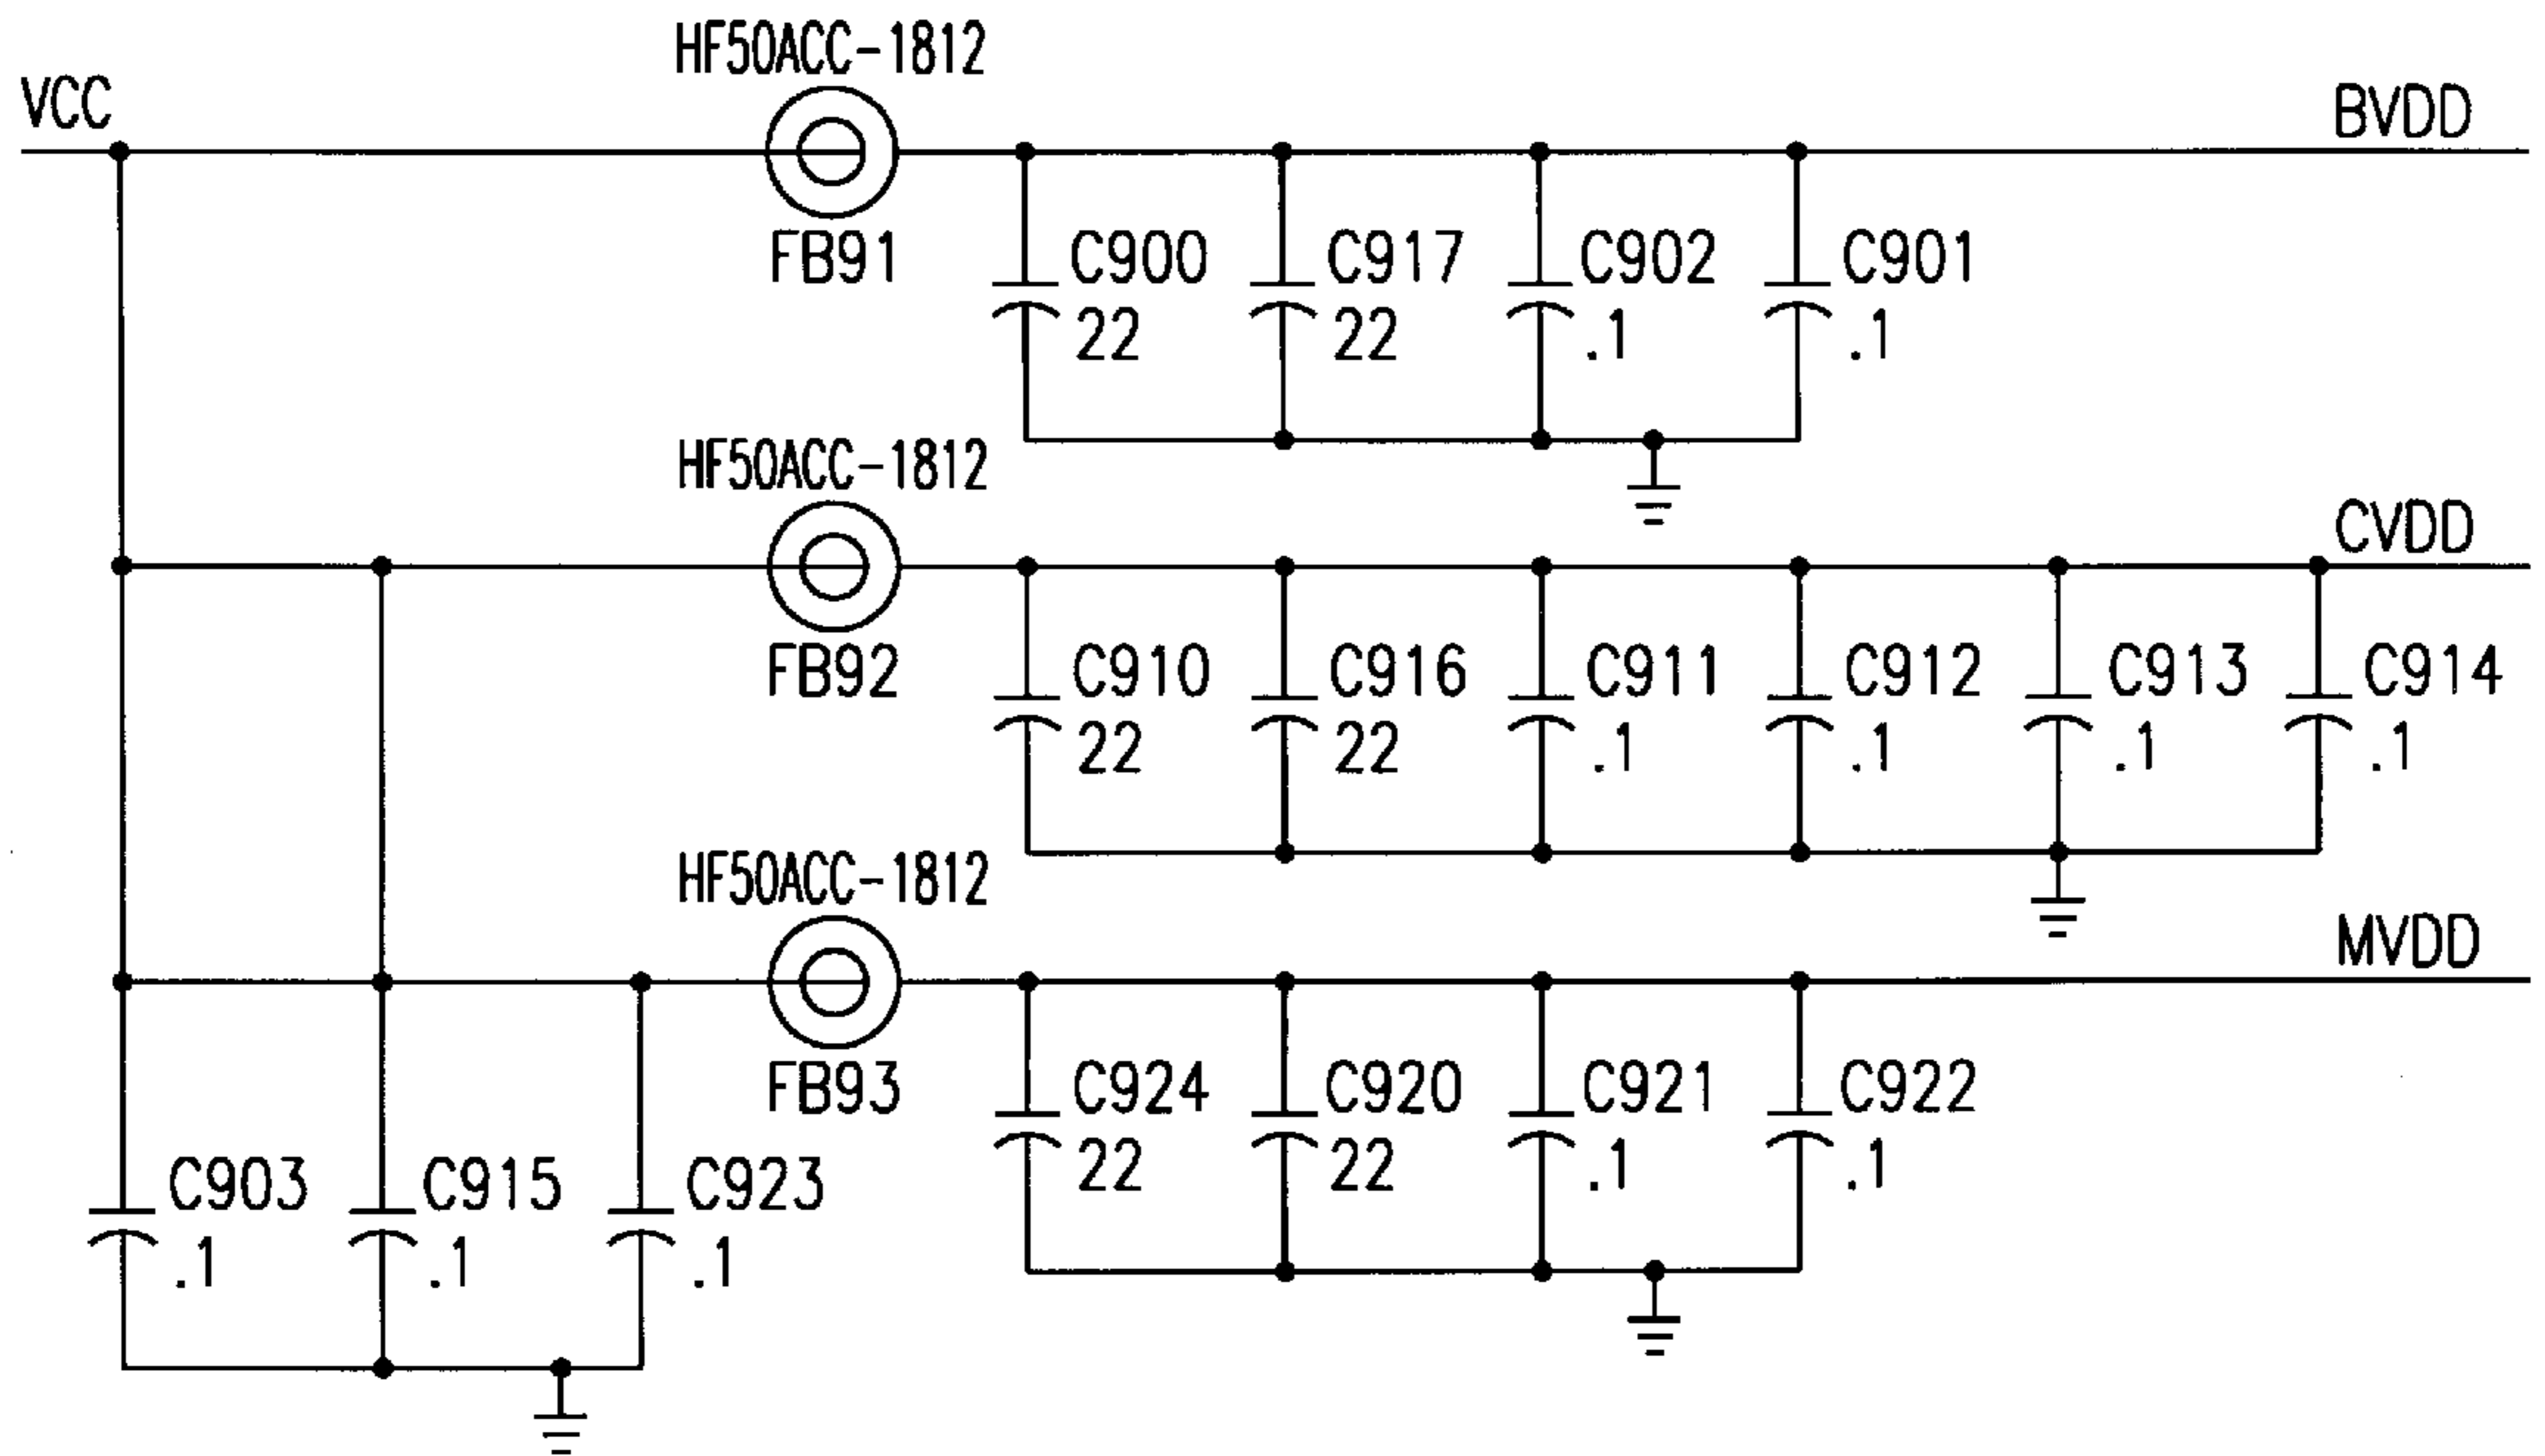 HF50ACC-1812
VCC
BVDD
FB91
C900
22
C917
22
C902
.1
C901
.1
HF50ACC-1812
CVDD
FB92
C910
22
C916
22
C911
.1
C912
.1
C913
.1
C914
.1
HF50ACC-1812
MVDD
FB93
C924
22
C920
22
C921
.1
C922
.1
C903
.1
C915
.1
C923
.1